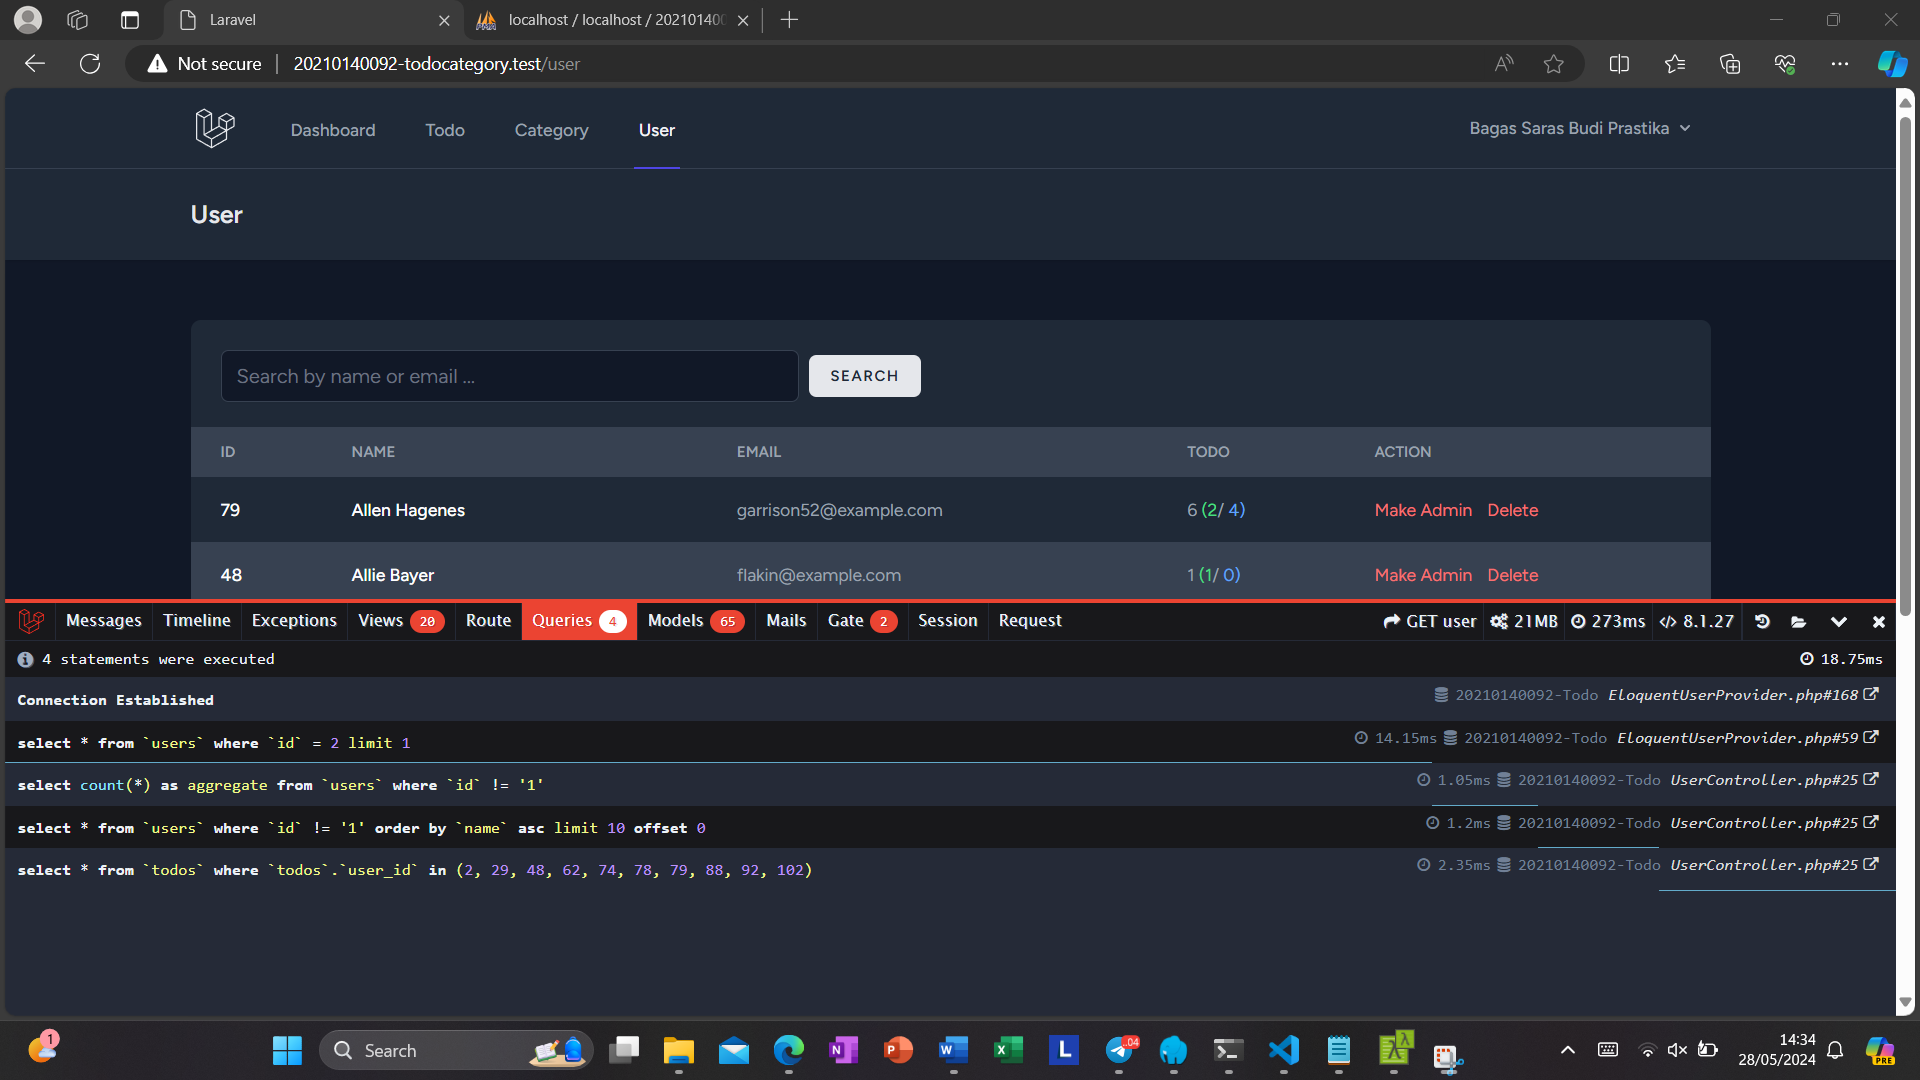 Laravel
localhost / localhost / 20210140
Not secure
20210140092-todocategory.test/user
Dashboard Todo Category User
Bagas Saras Budi Prastika
User
Search by name or email ...
SEARCH
ID NAME EMAIL TODO ACTION
79 Allen Hagenes garrison52@example.com 6 (2/ 4) Make Admin Delete
48 Allie Bayer flakin@example.com 1 (1/ 0) Make Admin Delete
Messages Timeline Exceptions Views 20 Route Queries 4 Models 65 Mails Gate 2 Session Request GET user 21MB 273ms 8.1.27
4 statements were executed 18.75ms
Connection Established 20210140092-Todo EloquentUserProvider.php#168
select * from `users` where `id` = 2 limit 1 14.15ms 20210140092-Todo EloquentUserProvider.php#59
select count(*) as aggregate from `users` where `id` != '1' 1.05ms 20210140092-Todo UserController.php#25
select * from `users` where `id` != '1' order by `name` asc limit 10 offset 0 1.2ms 20210140092-Todo UserController.php#25
select * from `todos` where `todos`.`user_id` in (2, 29, 48, 62, 74, 78, 79, 88, 92, 102) 2.35ms 20210140092-Todo UserController.php#25
1
Search
..04
14:34
28/05/2024
PRE